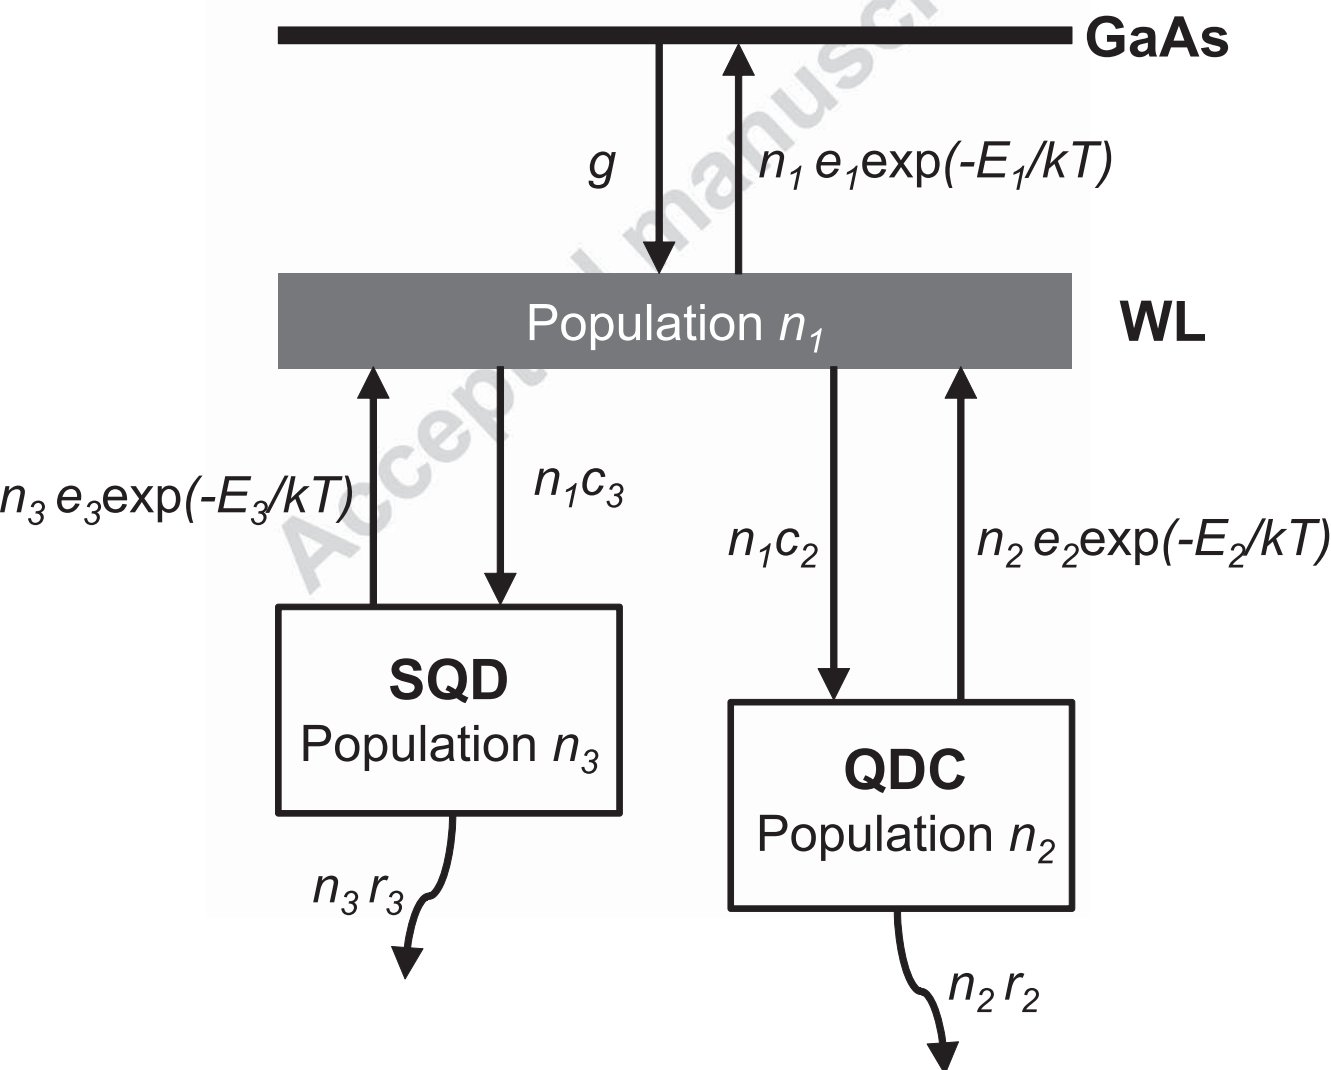 GaAs
g
n1 e1exp(-E1/kT)
Population n1
WL
n3 e3exp(-E3/kT)
n1c3
n1c2
n2 e2exp(-E2/kT)
SQD
Population n3
QDC
Population n2
n3 r3
n2 r2